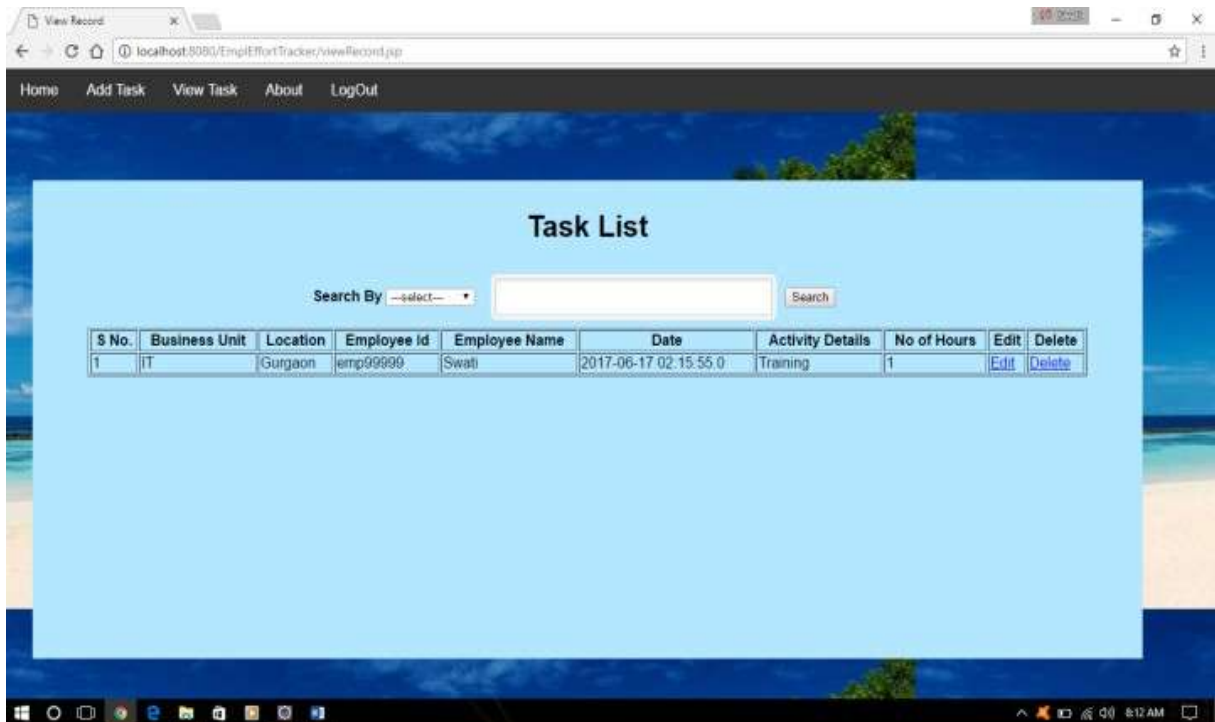 View Record
localhost:8080/EmplEffortTracker/viewRecord.jsp
Home Add Task View Task About LogOut
Task List
Search By ---select--- Search
S No. Business Unit Location Employee Id Employee Name Date Activity Details No of Hours Edit Delete
1 IT Gurgaon emp99999 Swati 2017-06-17 02:15:55.0 Training 1 Edit Delete
8:12 AM